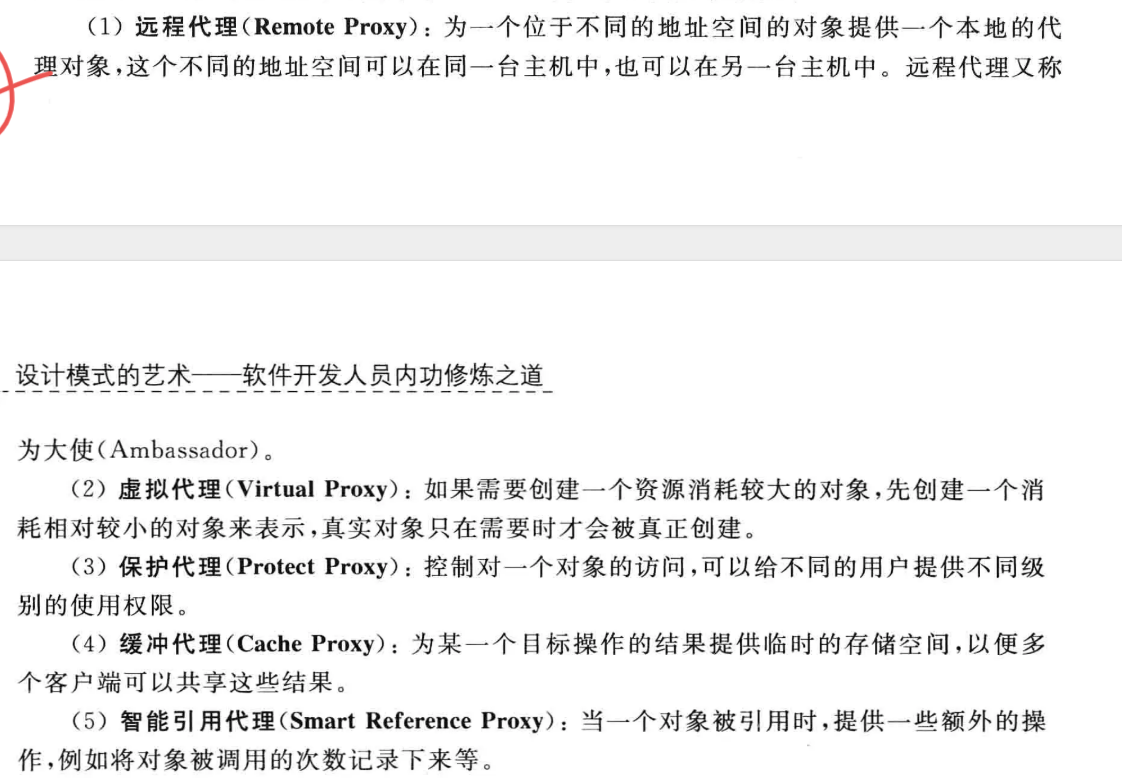 （1）远程代理(Remote Proxy)：为一个位于不同的地址空间的对象提供一个本地的代
理对象,这个不同的地址空间可以在同一台主机中,也可以在另一台主机中。远程代理又称
设计模式的艺术——软件开发人员内功修炼之道
为大使(Ambassador)。
（2）虚拟代理(Virtual Proxy)：如果需要创建一个资源消耗较大的对象,先创建一个消
耗相对较小的对象来表示,真实对象只在需要时才会被真正创建。
（3）保护代理(Protect Proxy)：控制对一个对象的访问,可以给不同的用户提供不同级
别的使用权限。
（4）缓冲代理(Cache Proxy)：为某一个目标操作的结果提供临时的存储空间,以便多
个客户端可以共享这些结果。
（5）智能引用代理(Smart Reference Proxy)：当一个对象被引用时,提供一些额外的操
作,例如将对象被调用的次数记录下来等。